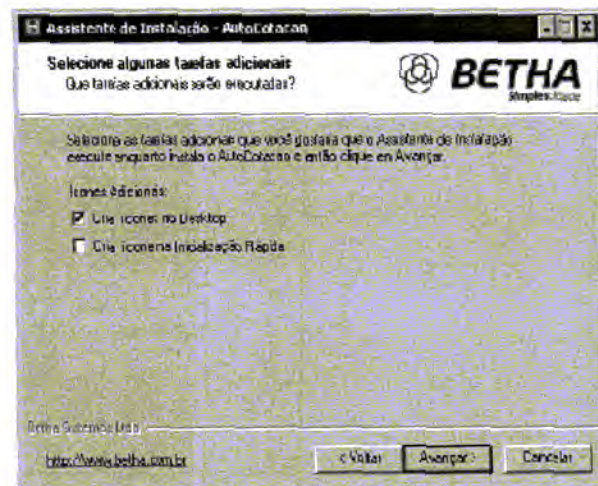 Assistente de Instalação - AutoCotacao
Selecione algumas tarefas adicionais
Que tarefas adicionais serão executadas?
BETHA
Simplescidade
Selecione as tarefas adicionais que você gostaria que o Assistente de Instalação
execute enquanto instala o AutoCotacao e então clique em Avançar.
Ícones Adicionais:
Criar ícones no Desktop
Criar ícone na Inicialização Rápida
Betha Sistemas Ltda
http://www.betha.com.br
< Voltar
Avançar >
Cancelar